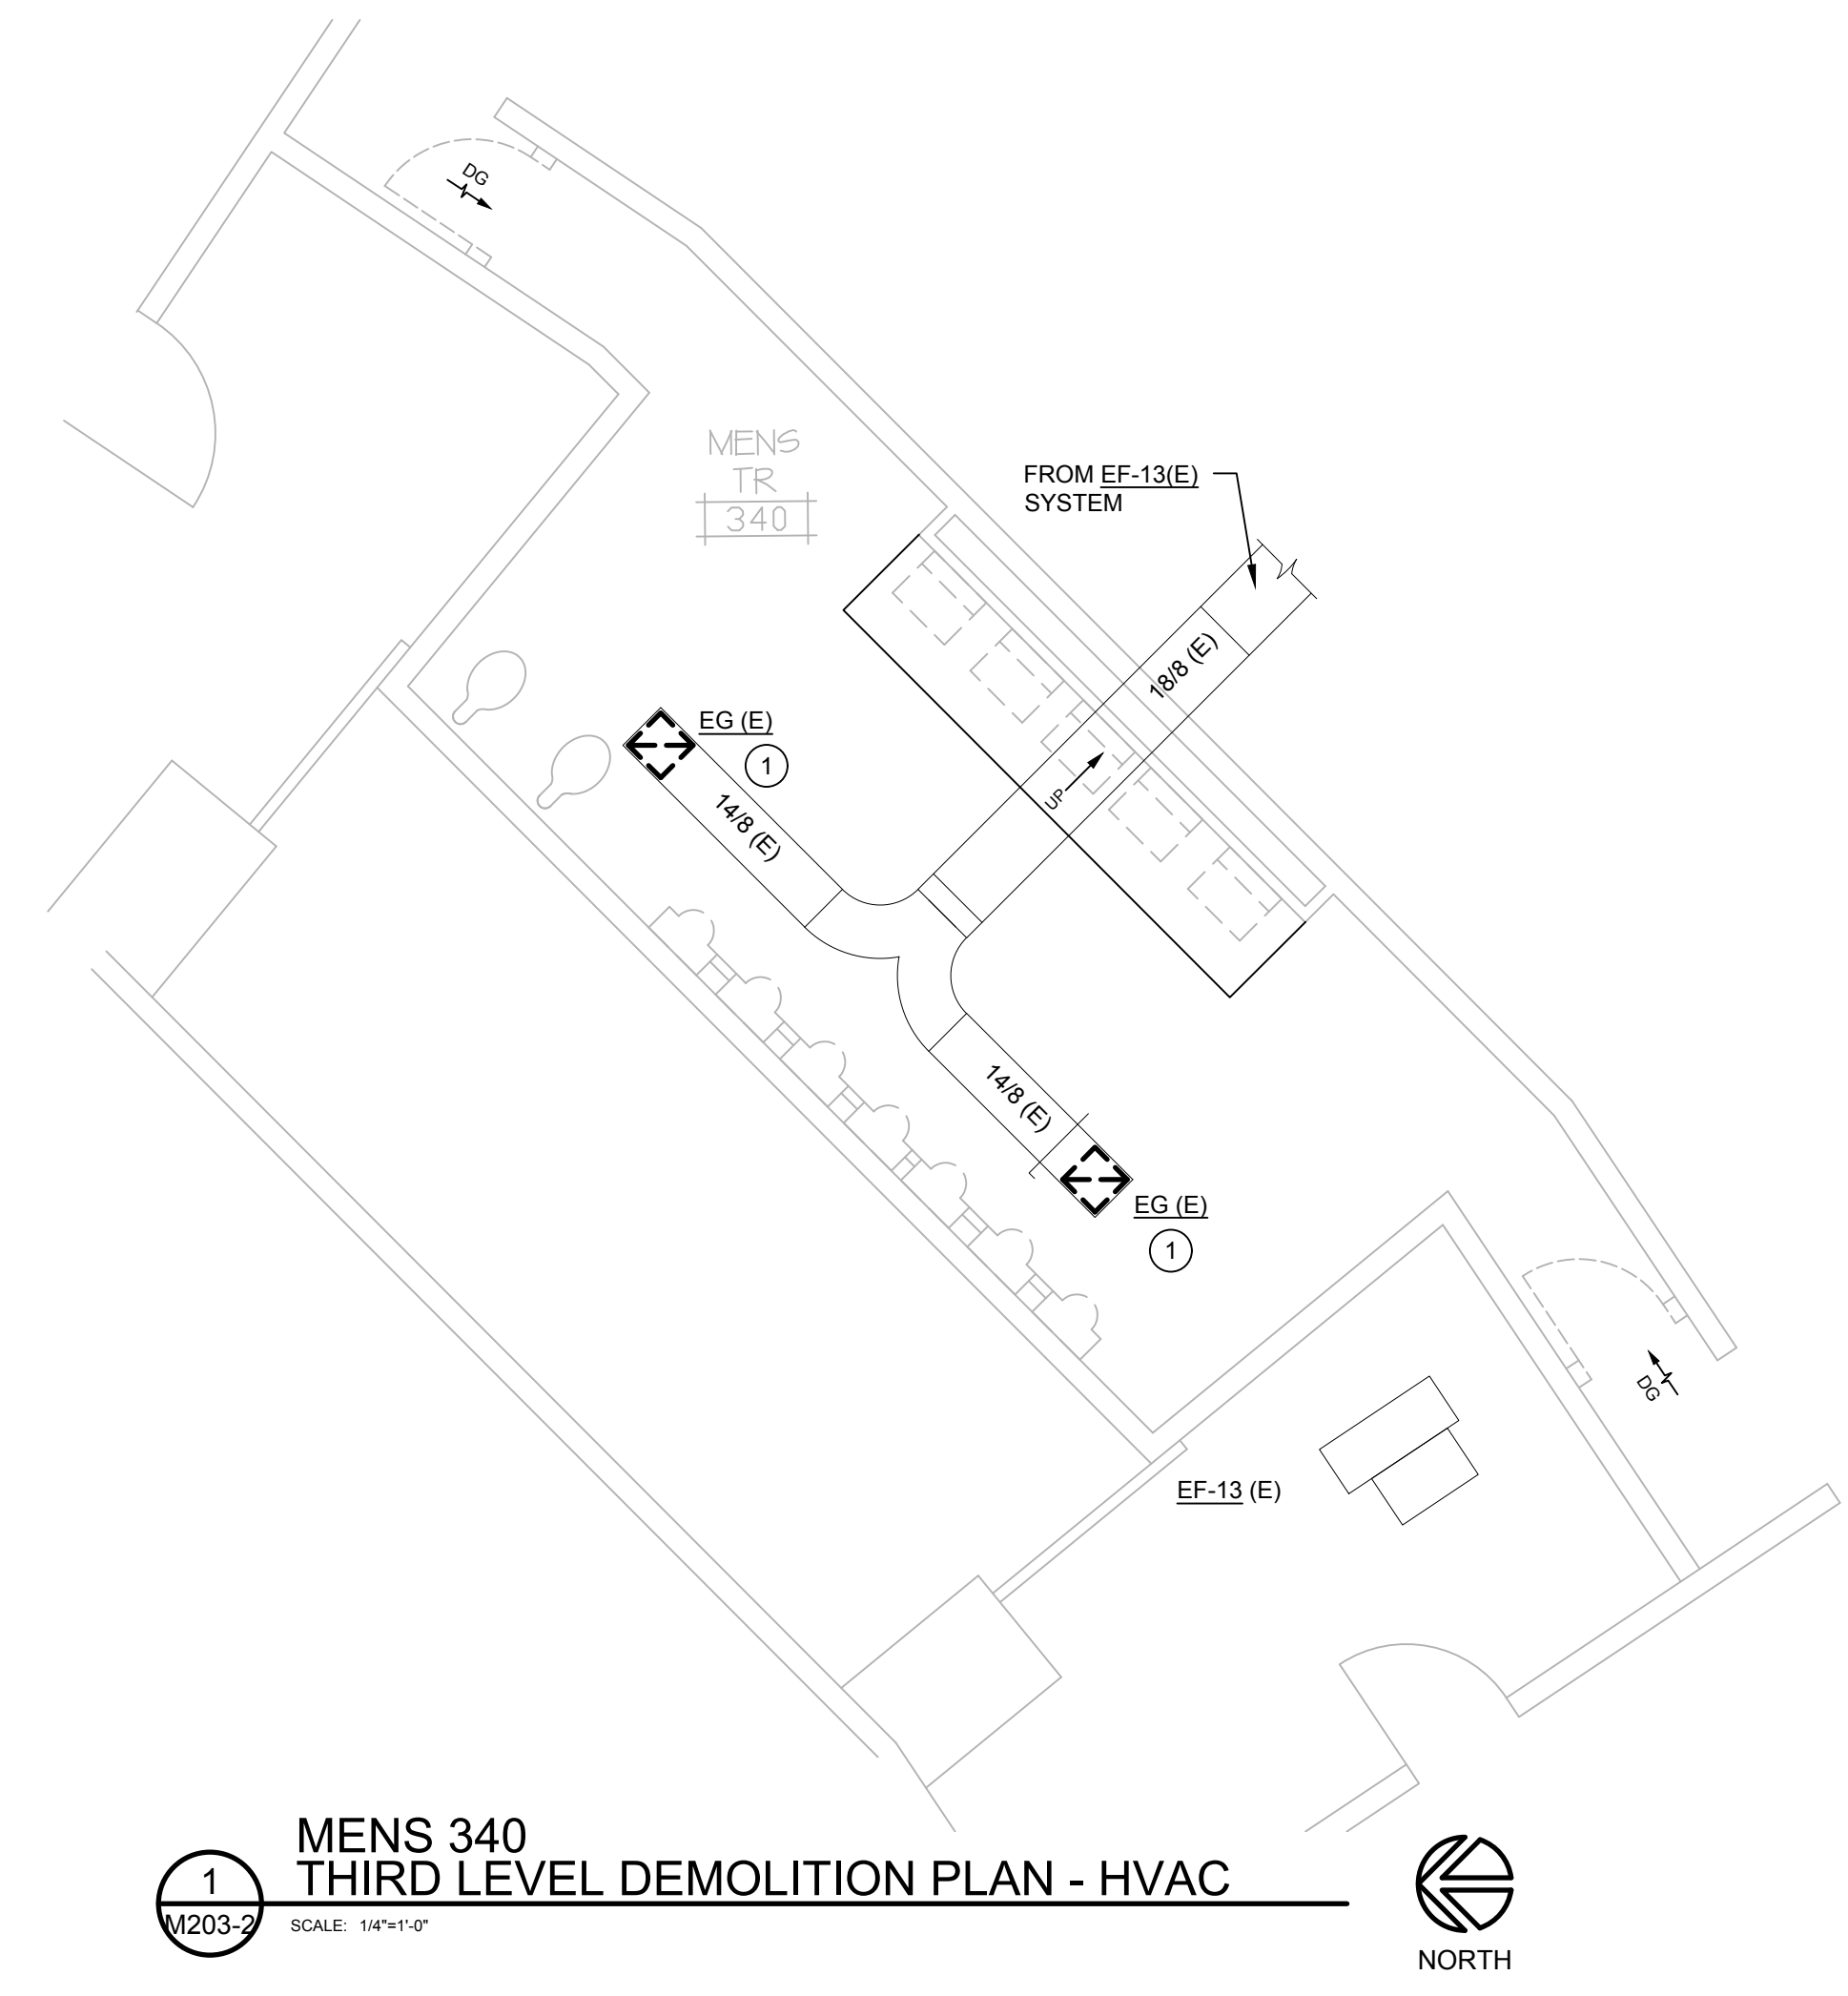 DG
MENS
TR
340
FROM EF-13(E)
SYSTEM
18/8 (E)
EG (E)
1
14/8 (E)
UP
14/8 (E)
EG (E)
1
DG
EF-13 (E)
MENS 340
THIRD LEVEL DEMOLITION PLAN - HVAC
1
M203-2
SCALE: 1/4"=1'-0"
NORTH